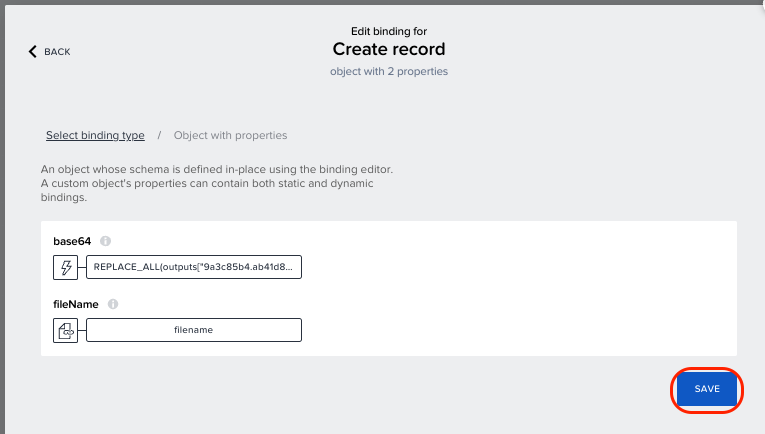 Edit binding for
BACK
Create record
object with 2 properties
Select binding type / Object with properties
An object whose schema is defined in-place using the binding editor.
A custom object's properties can contain both static and dynamic
bindings.
base64
REPLACE_ALL(outputs["9a3c85b4.ab41d8...
fileName
filename
SAVE